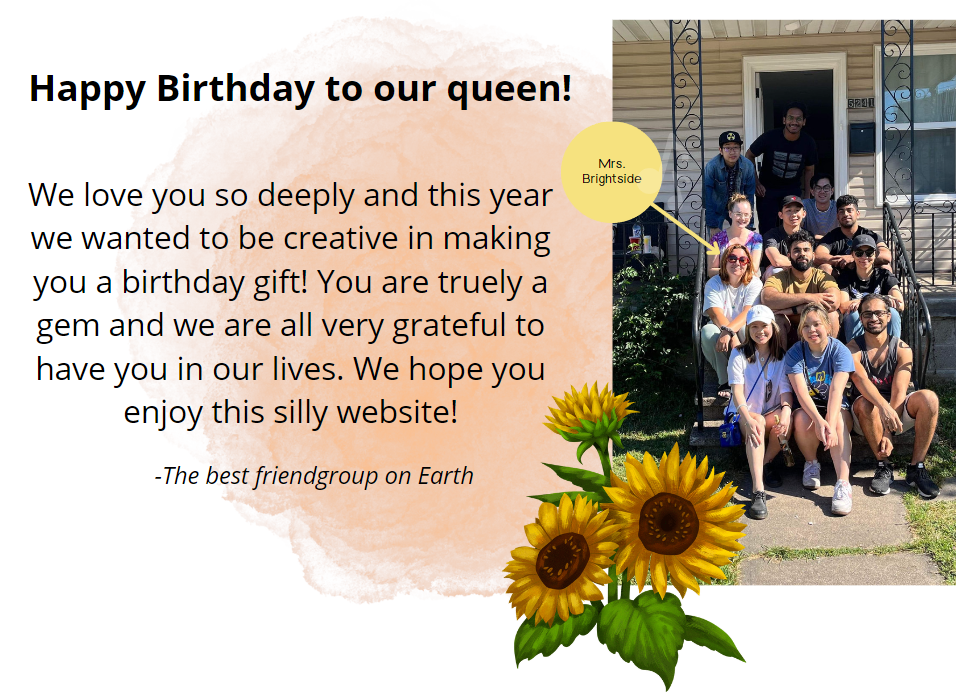 Happy Birthday to our queen!
We love you so deeply and this year
we wanted to be creative in making
you a birthday gift! You are truely a
gem and we are all very grateful to
have you in our lives. We hope you
enjoy this silly website!
-The best friendgroup on Earth
Mrs.
Brightside
5241